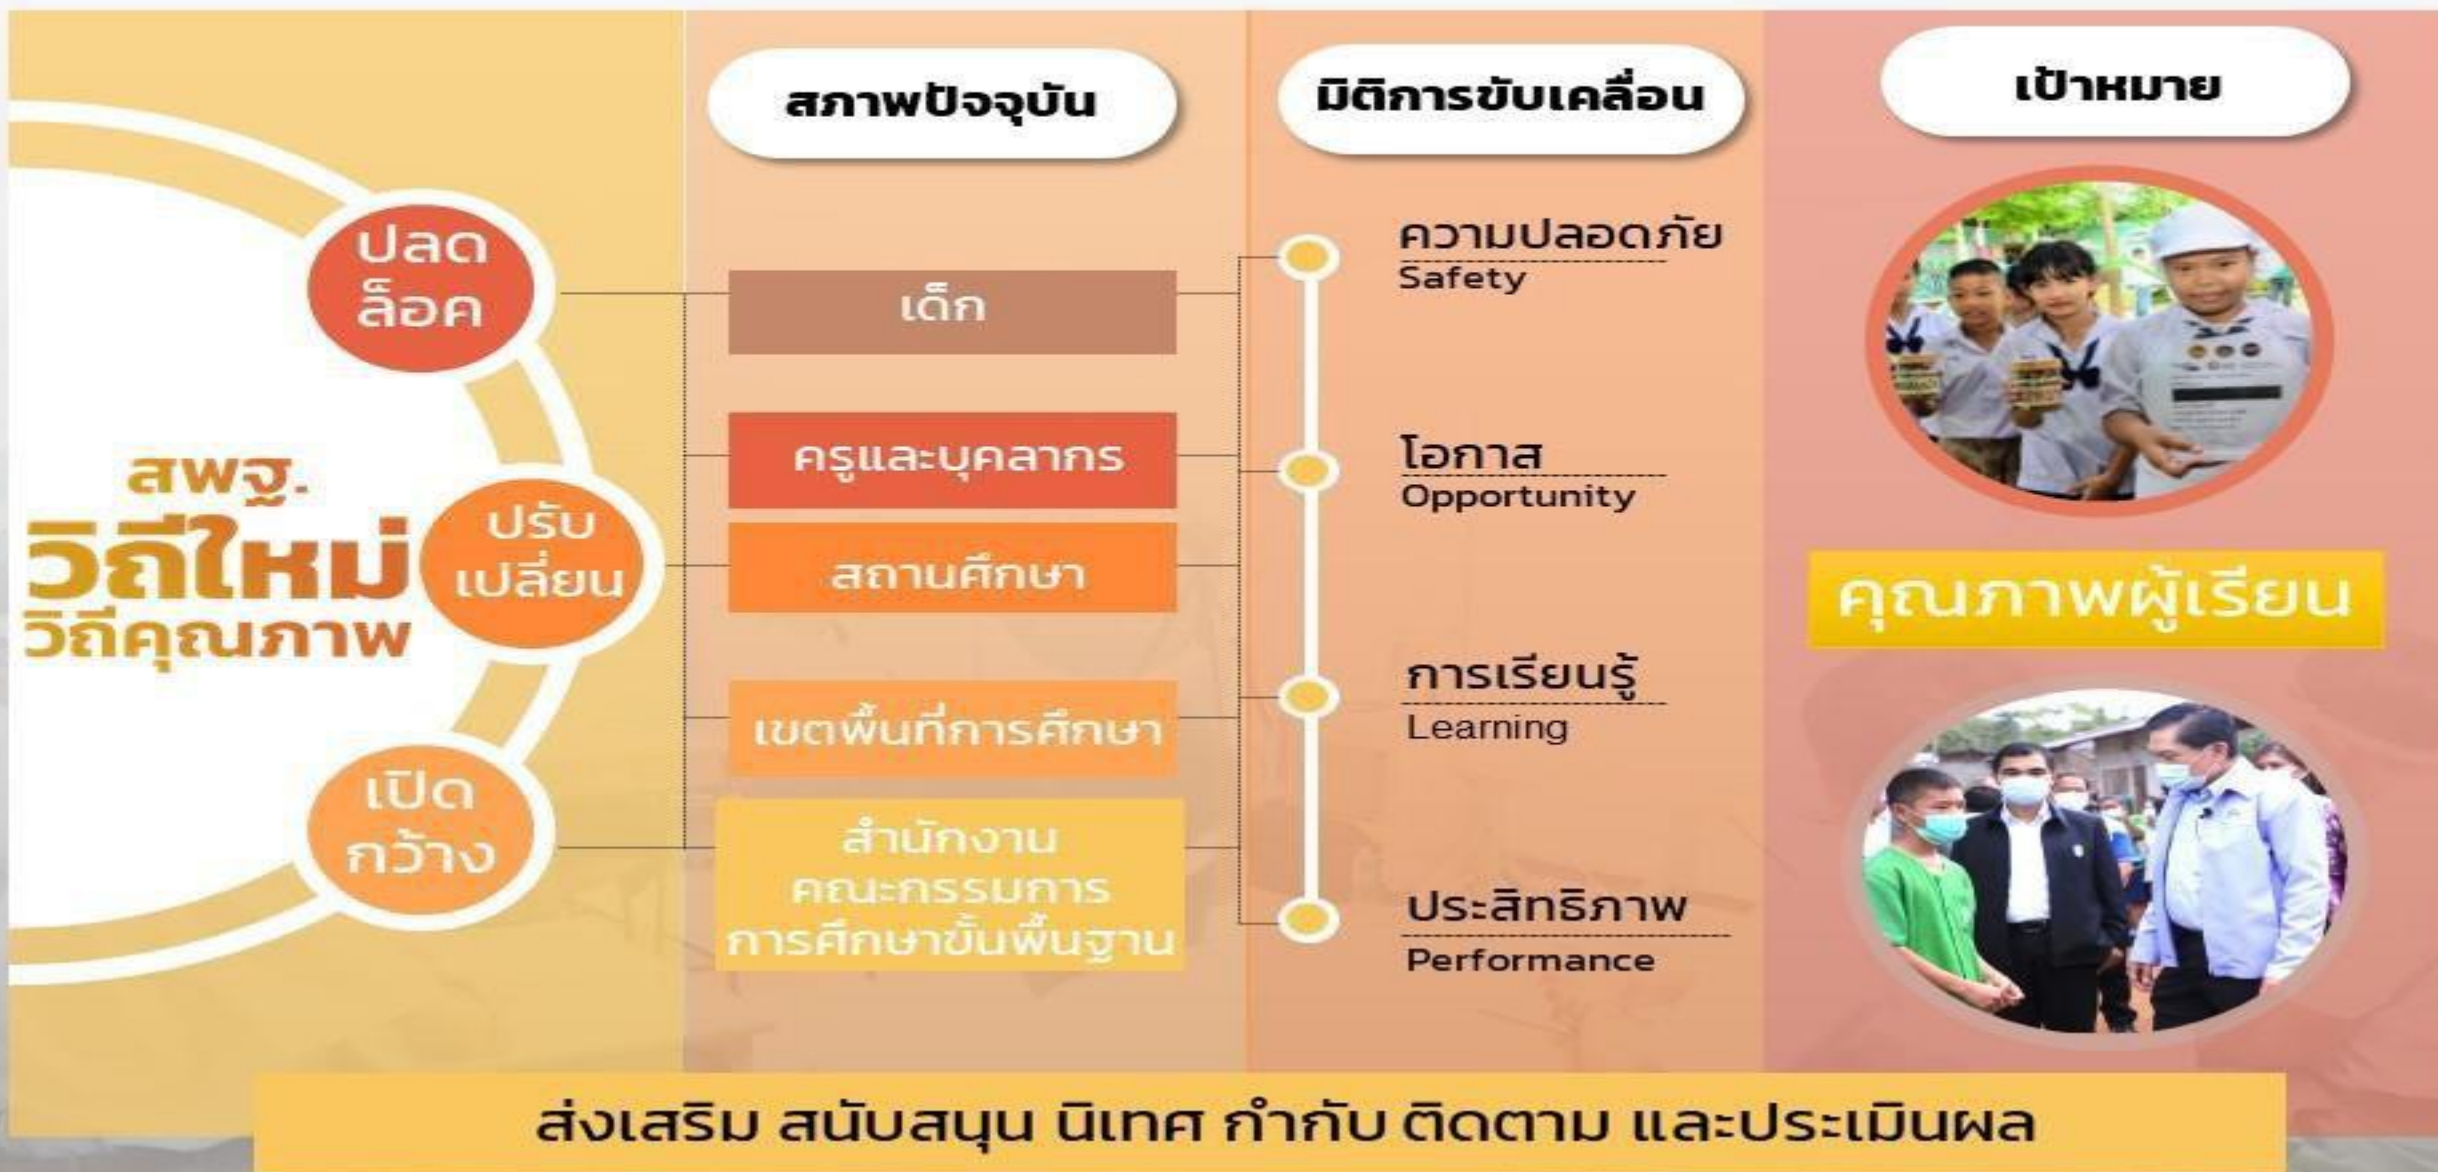 สพฐ.
วิถีใหม่
วิถีคุณภาพ
ปลด
ล็อค
ปรับ
เปลี่ยน
เปิด
กว้าง
สภาพปัจจุบัน
เด็ก
ครูและบุคลากร
สถานศึกษา
เขตพื้นที่การศึกษา
สำนักงาน
คณะกรรมการ
การศึกษาขั้นพื้นฐาน
มิติการขับเคลื่อน
ความปลอดภัย
Safety
โอกาส
Opportunity
การเรียนรู้
Learning
ประสิทธิภาพ
Performance
เป้าหมาย
คุณภาพผู้เรียน
ส่งเสริม สนับสนุน นิเทศ กำกับ ติดตาม และประเมินผล